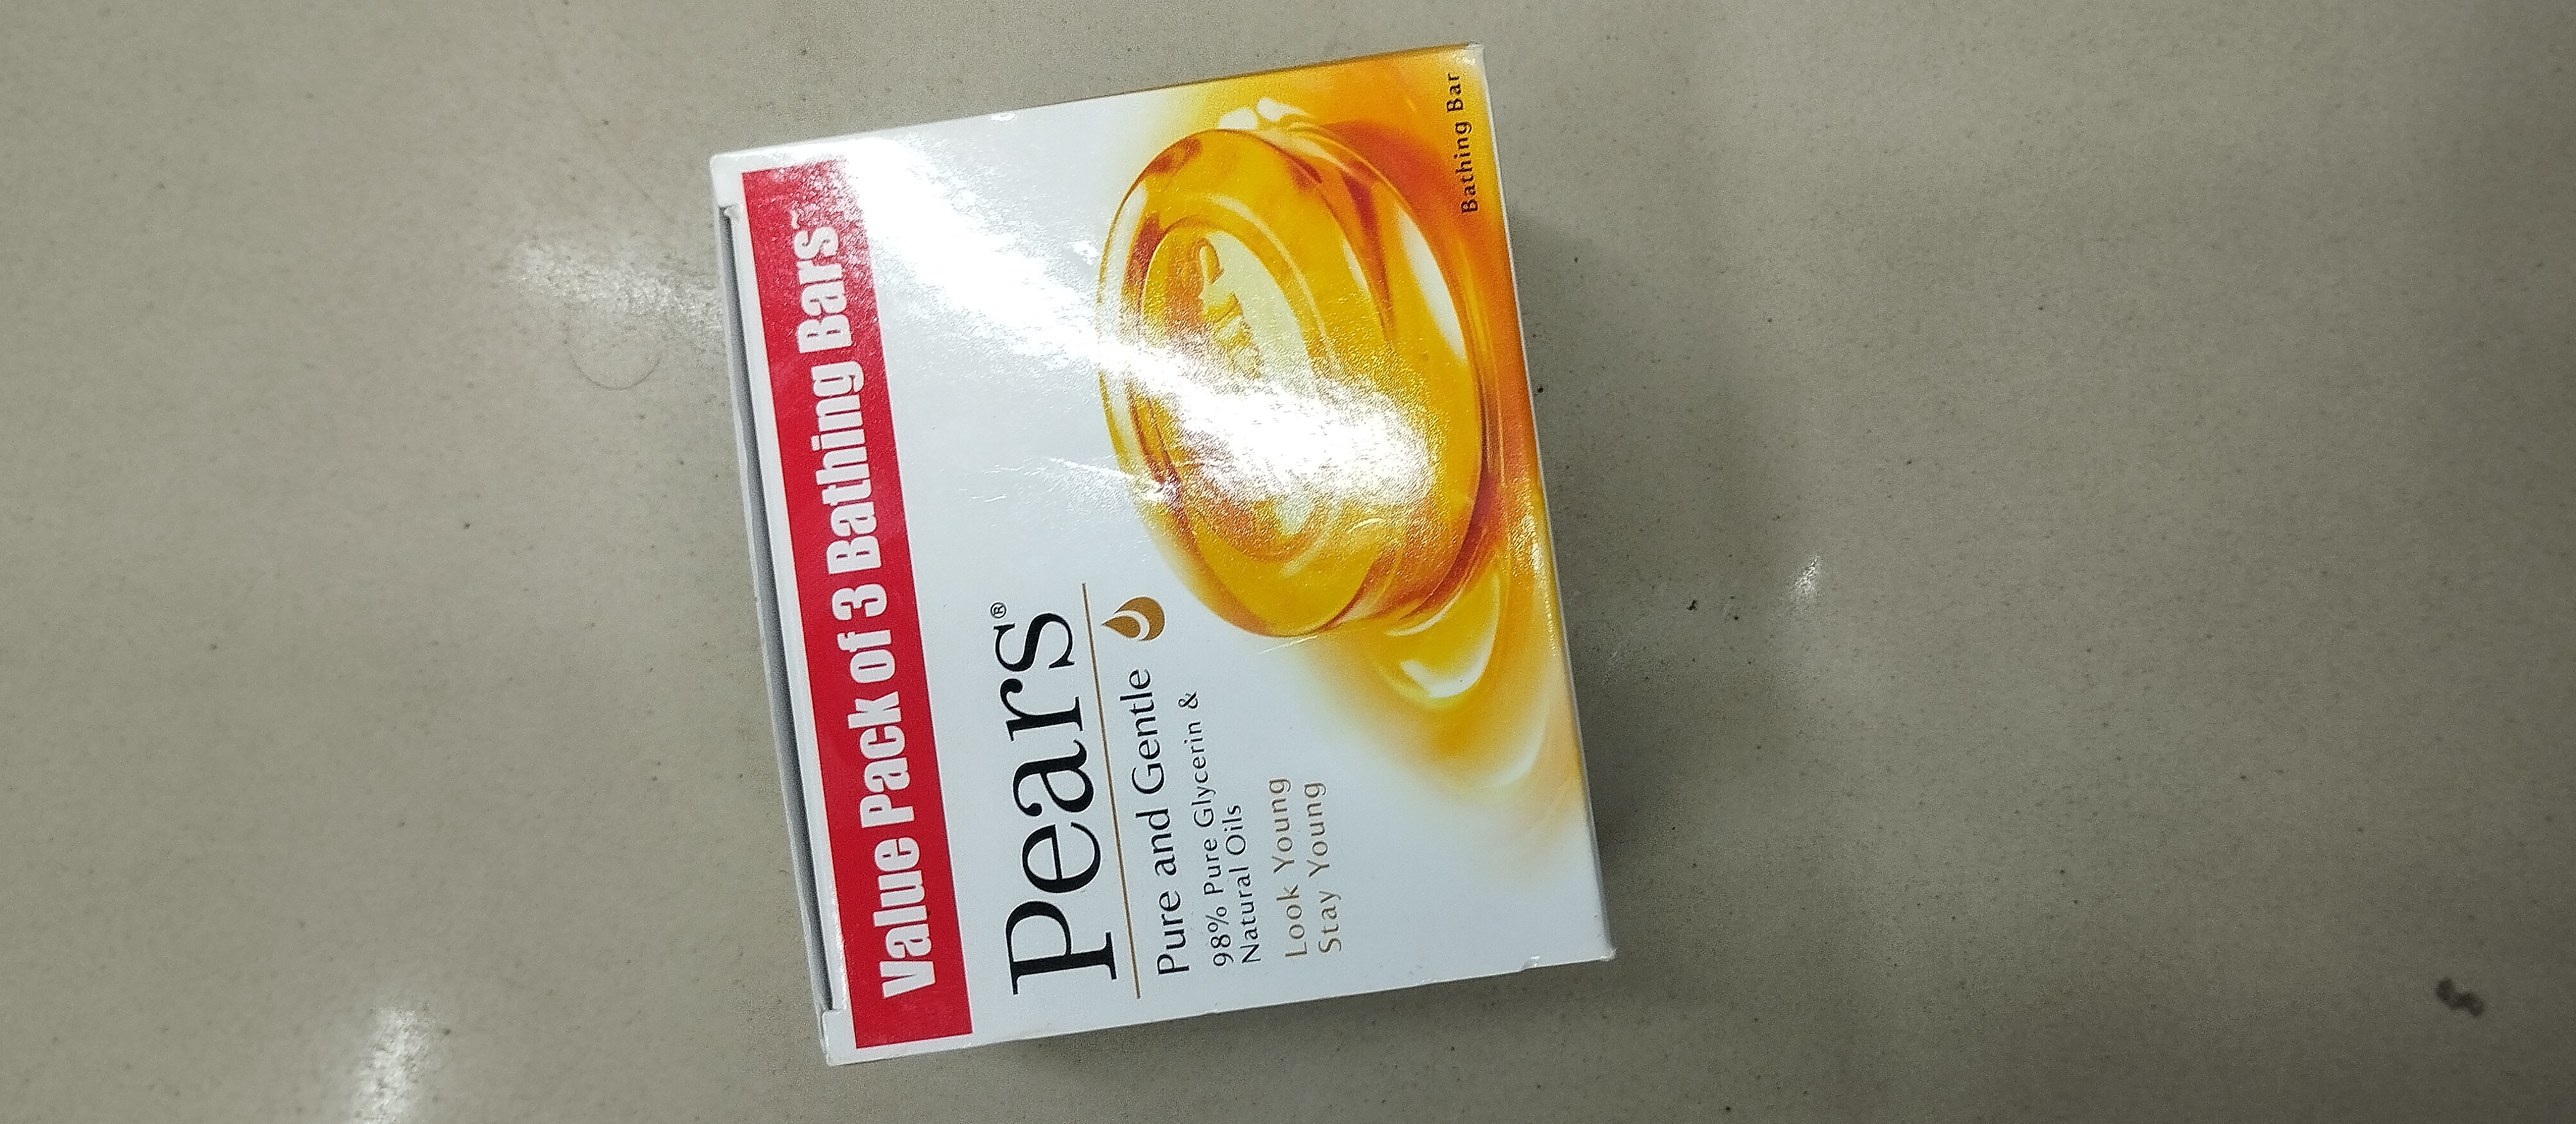 Value Pack of 3 Bathing Bars
Pears®
Pure and Gentle
98% Pure Glycerin &
Natural Oils
Look Young
Stay Young
Bathing Bar